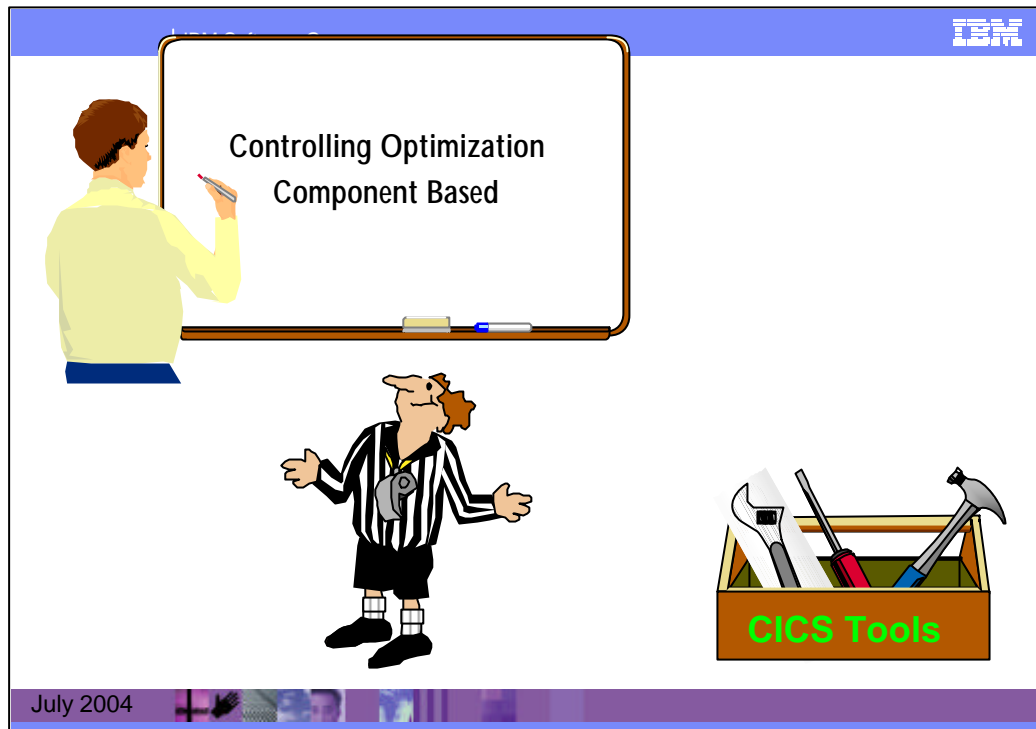 IBM
Controlling Optimization
Component Based
CICS Tools
July 2004